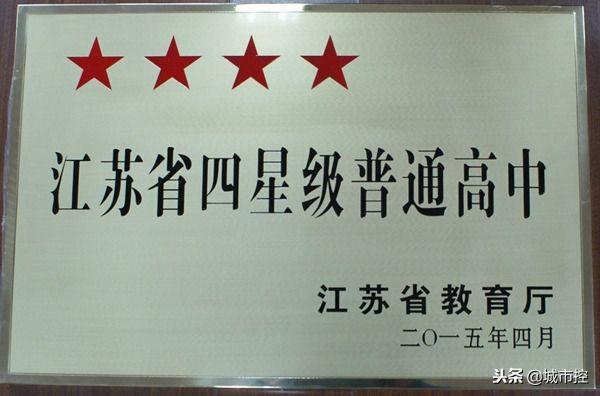 江苏省四星级普通高中
江苏省教育厅
二〇一五年四月
头条@城市控